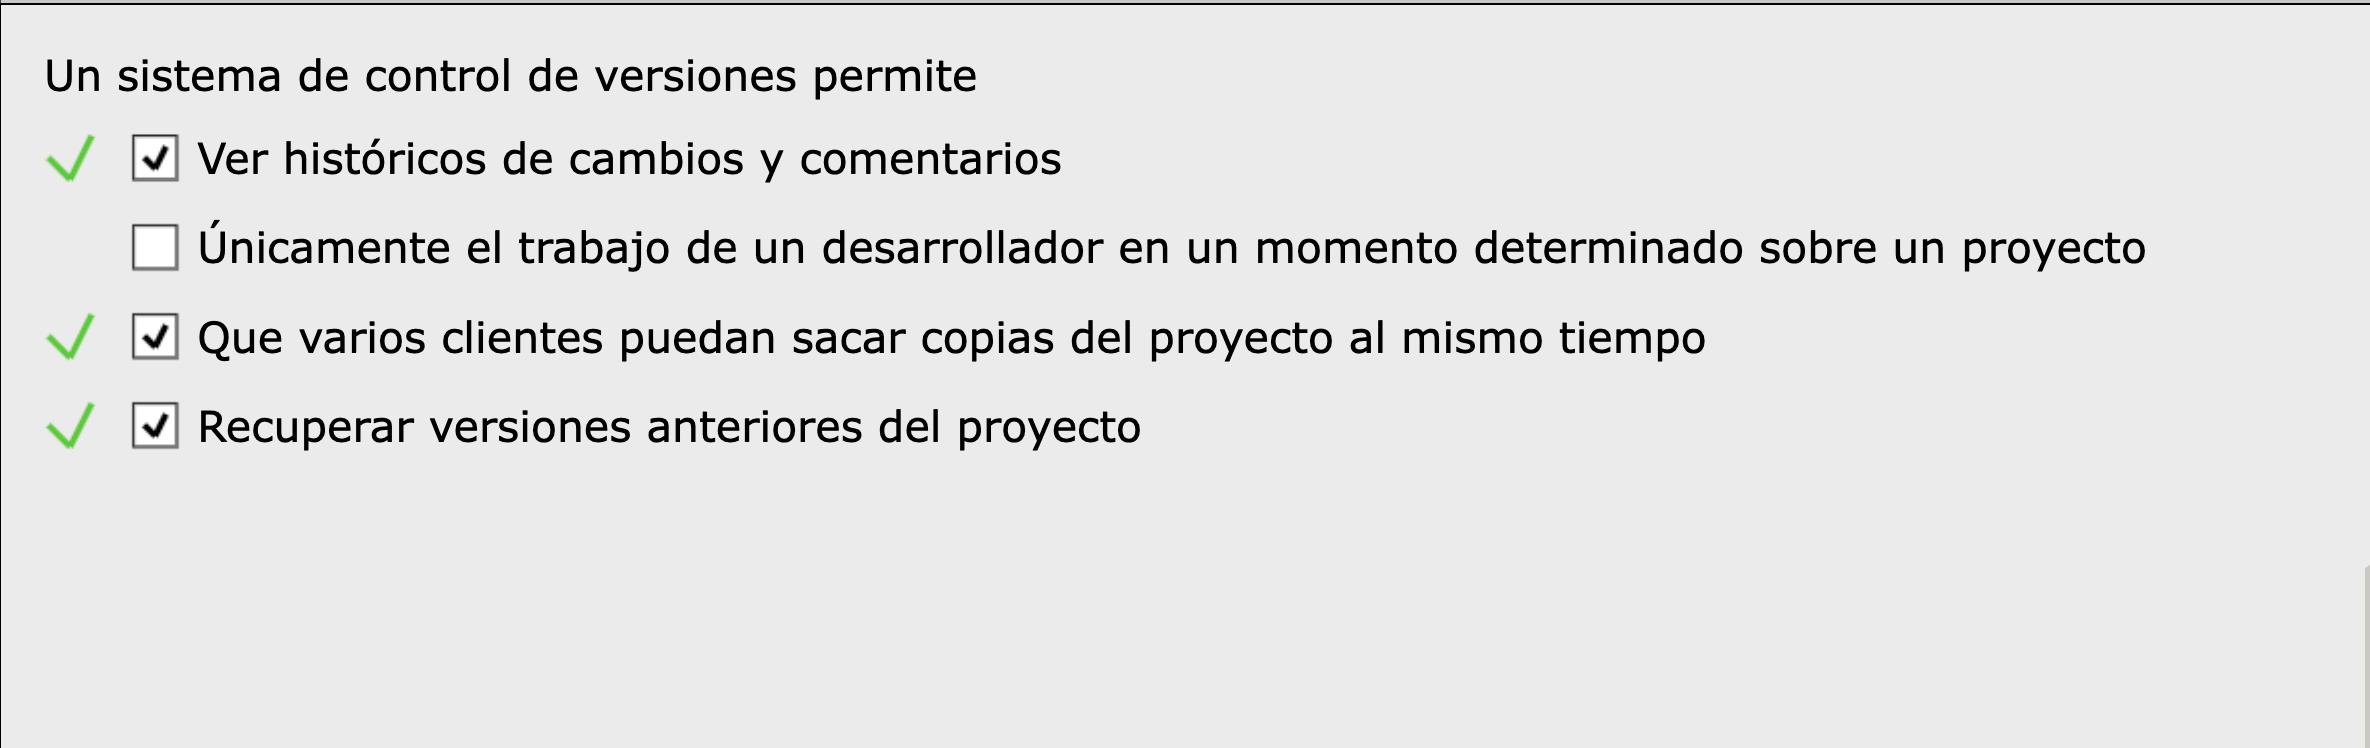 Un sistema de control de versiones permite
Ver históricos de cambios y comentarios
Únicamente el trabajo de un desarrollador en un momento determinado sobre un proyecto
Que varios clientes puedan sacar copias del proyecto al mismo tiempo
Recuperar versiones anteriores del proyecto